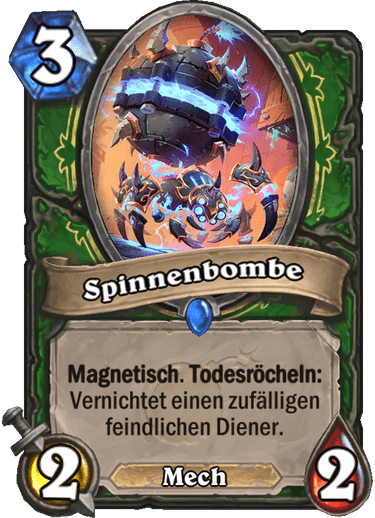 3
Spinnenbombe
Magnetisch. Todesröcheln:
Vernichtet einen zufälligen
feindlichen Diener.
2
Mech
2